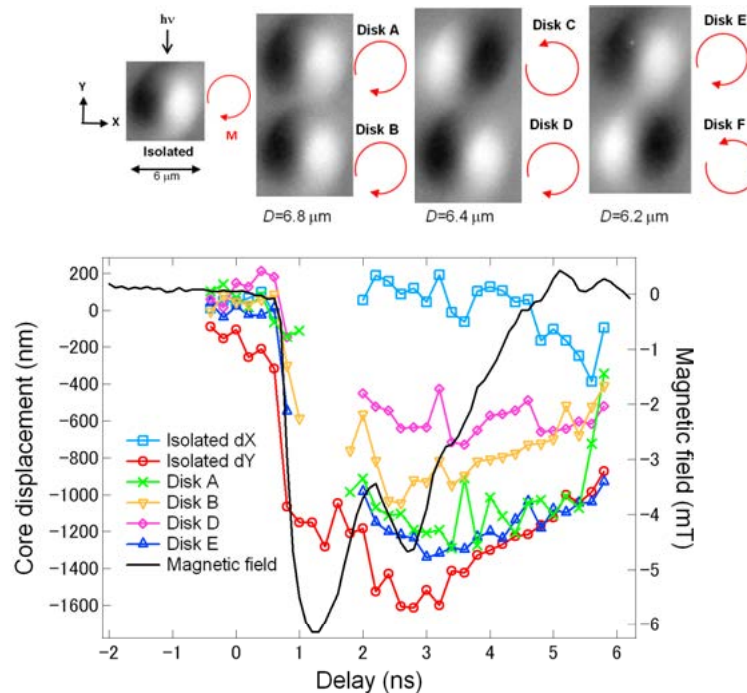 hν
Y
X
Isolated
6 μm
M
Disk A
Disk B
D=6.8 μm
Disk C
Disk D
D=6.4 μm
Disk E
Disk F
D=6.2 μm
200
0
-200
-400
-600
-800
-1000
-1200
-1400
-1600
Core displacement (nm)
Isolated dX
Isolated dY
Disk A
Disk B
Disk D
Disk E
Magnetic field
0
-1
-2
-3
-4
-5
-6
Magnetic field (mT)
-2 -1 0 1 2 3 4 5 6
Delay (ns)